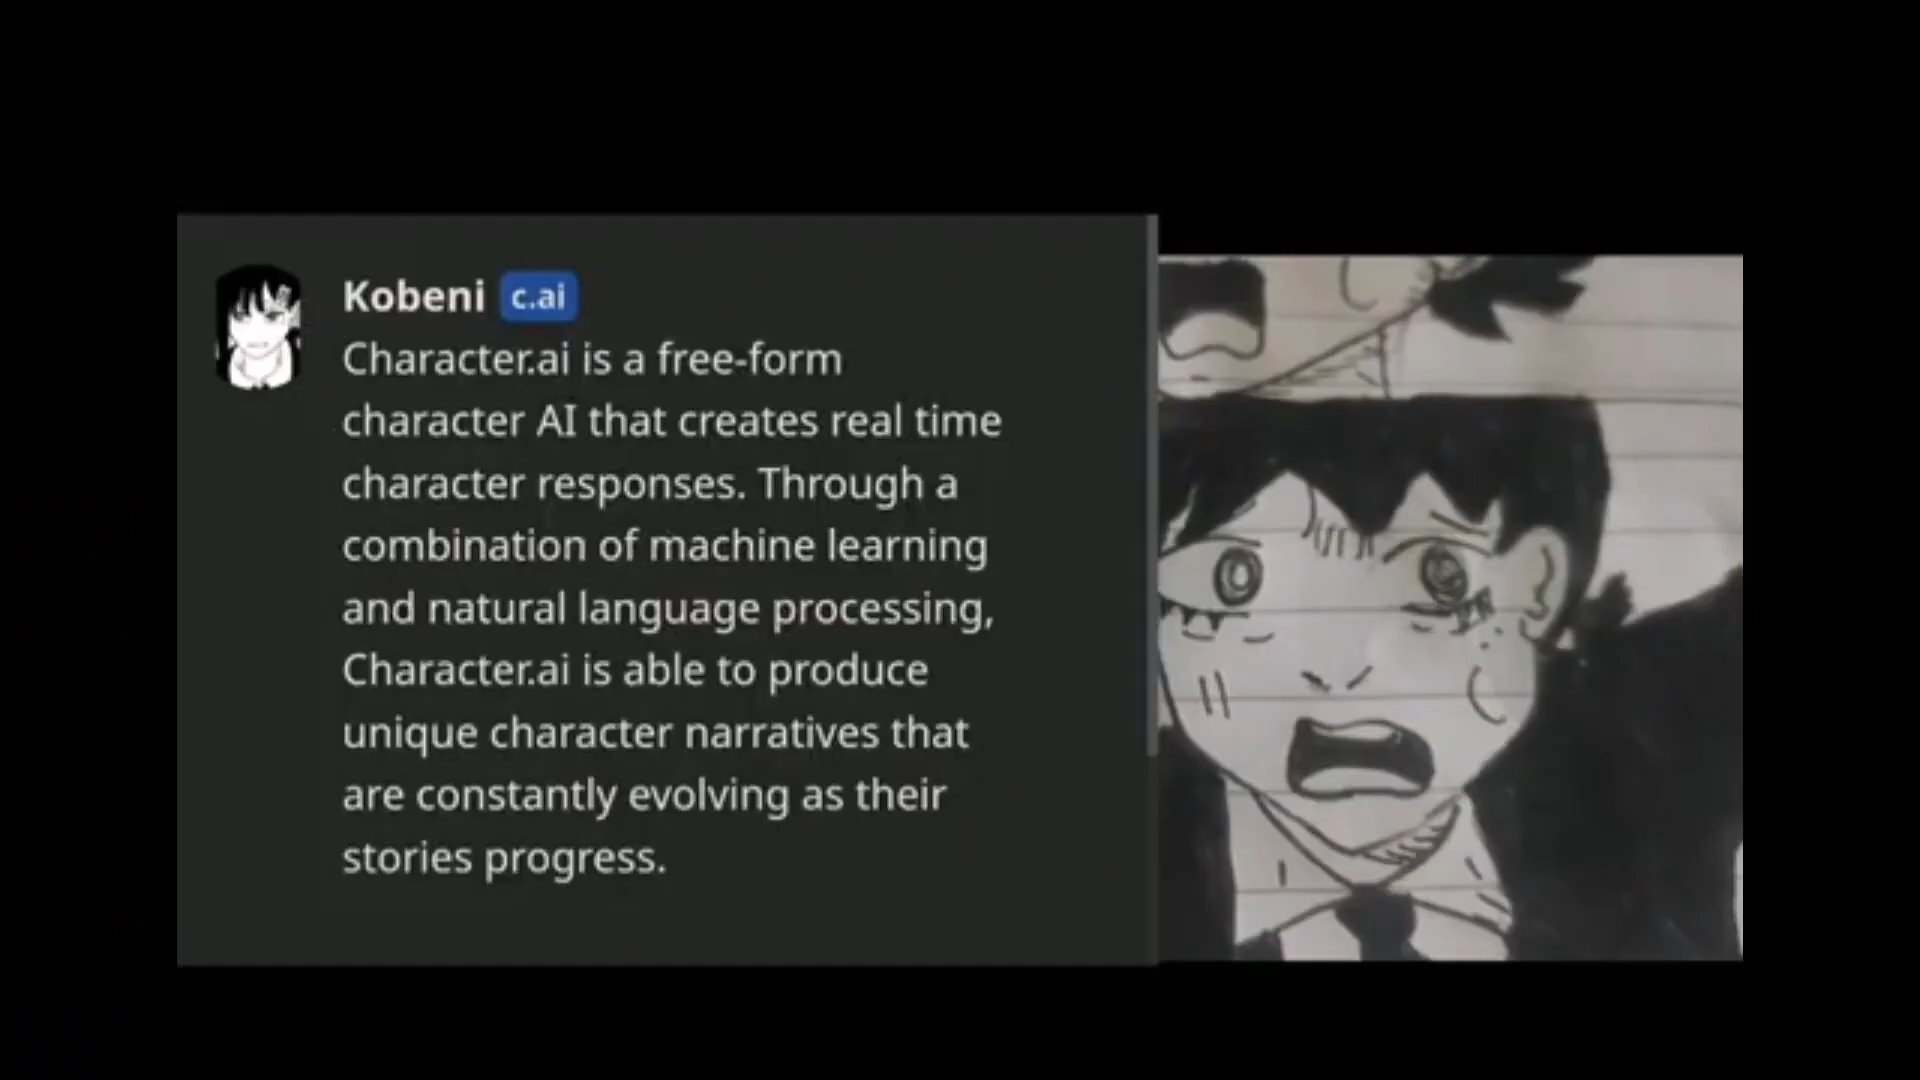 Kobeni c.ai
Character.ai is a free-form
character AI that creates real time
character responses. Through a
combination of machine learning
and natural language processing,
Character.ai is able to produce
unique character narratives that
are constantly evolving as their
stories progress.